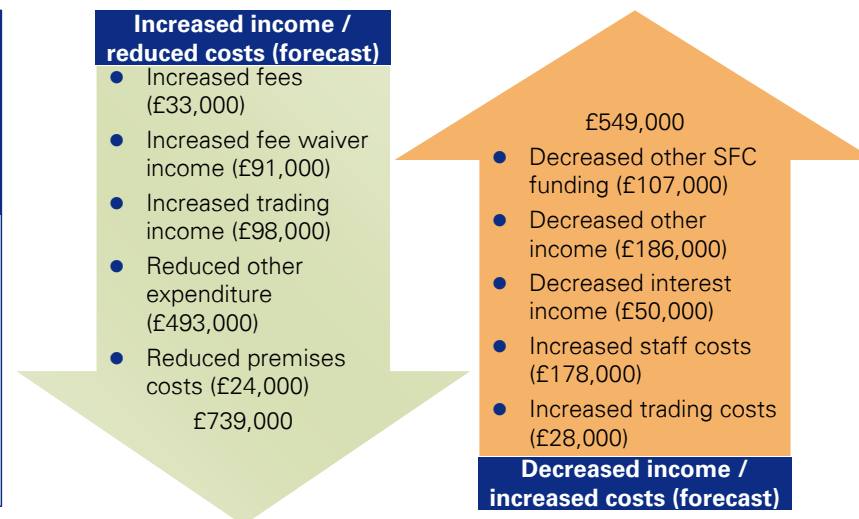 Increased income /
reduced costs (forecast)
● Increased fees
(£33,000)
● Increased fee waiver
income (£91,000)
● Increased trading
income (£98,000)
● Reduced other
expenditure
(£493,000)
● Reduced premises
costs (£24,000)
£739,000
£549,000
● Decreased other SFC
funding (£107,000)
● Decreased other
income (£186,000)
● Decreased interest
income (£50,000)
● Increased staff costs
(£178,000)
● Increased trading costs
(£28,000)
Decreased income /
increased costs (forecast)